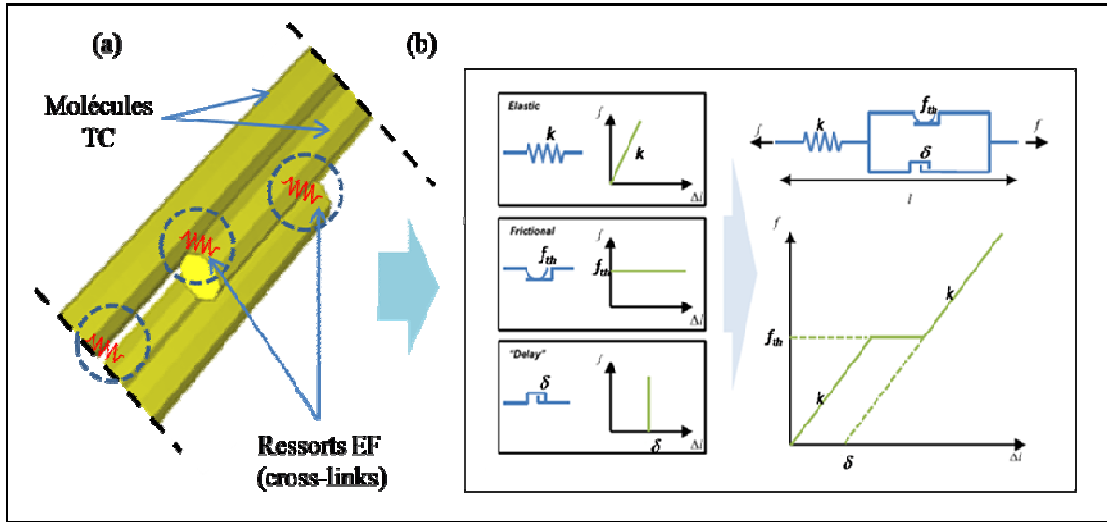 (a)
(b)
Molécules
TC
Ressorts EF
(cross-links)
Elastic
k
f
k
Δl
Frictional
f_th
f
f_th
Δl
"Delay"
δ
f
δ
Δl
f
k
f_th
δ
f
l
f
f_th
k
k
δ
Δl